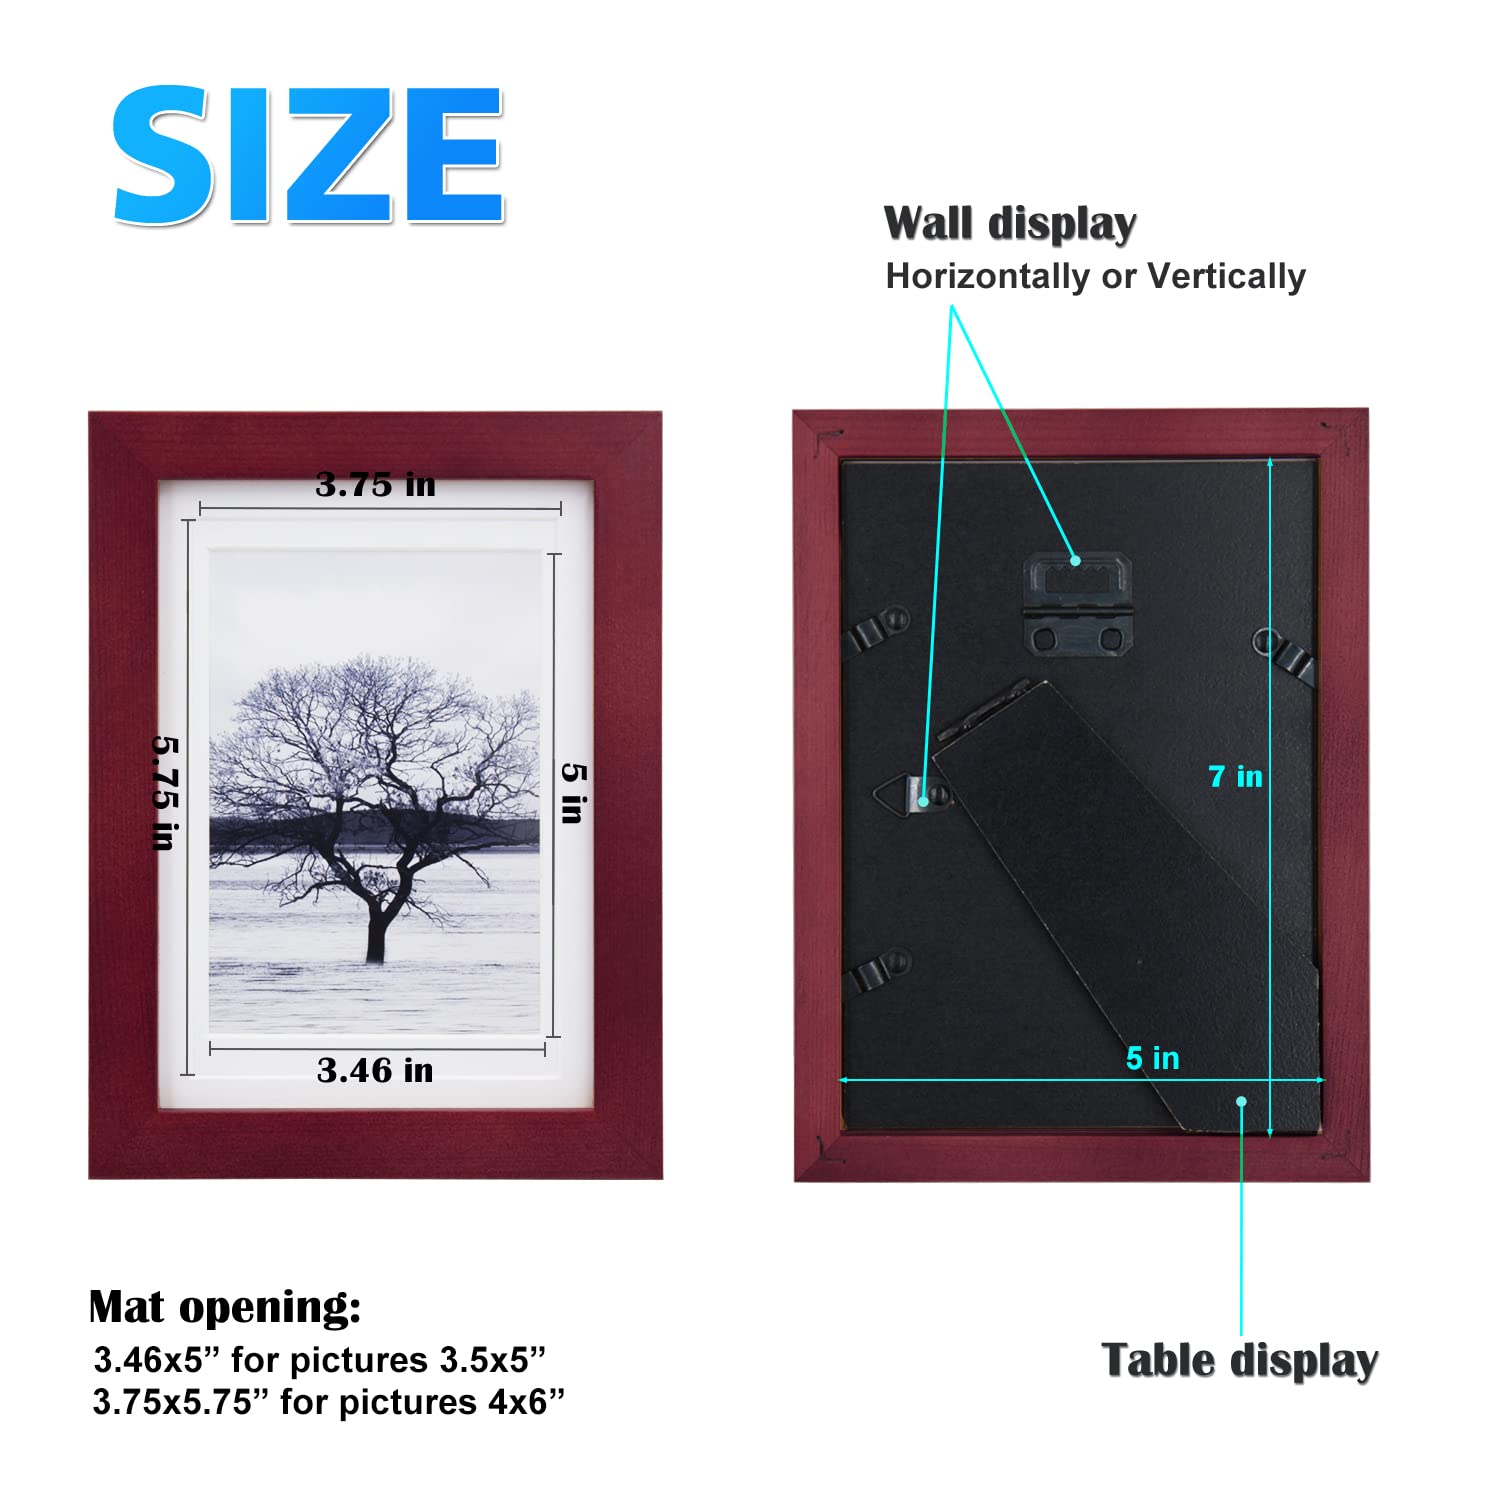 SIZE
Wall display
Horizontally or Vertically
3.75 in
5.75 in
5 in
3.46 in
7 in
5 in
Mat opening:
3.46x5” for pictures 3.5x5”
3.75x5.75” for pictures 4x6”
Table display